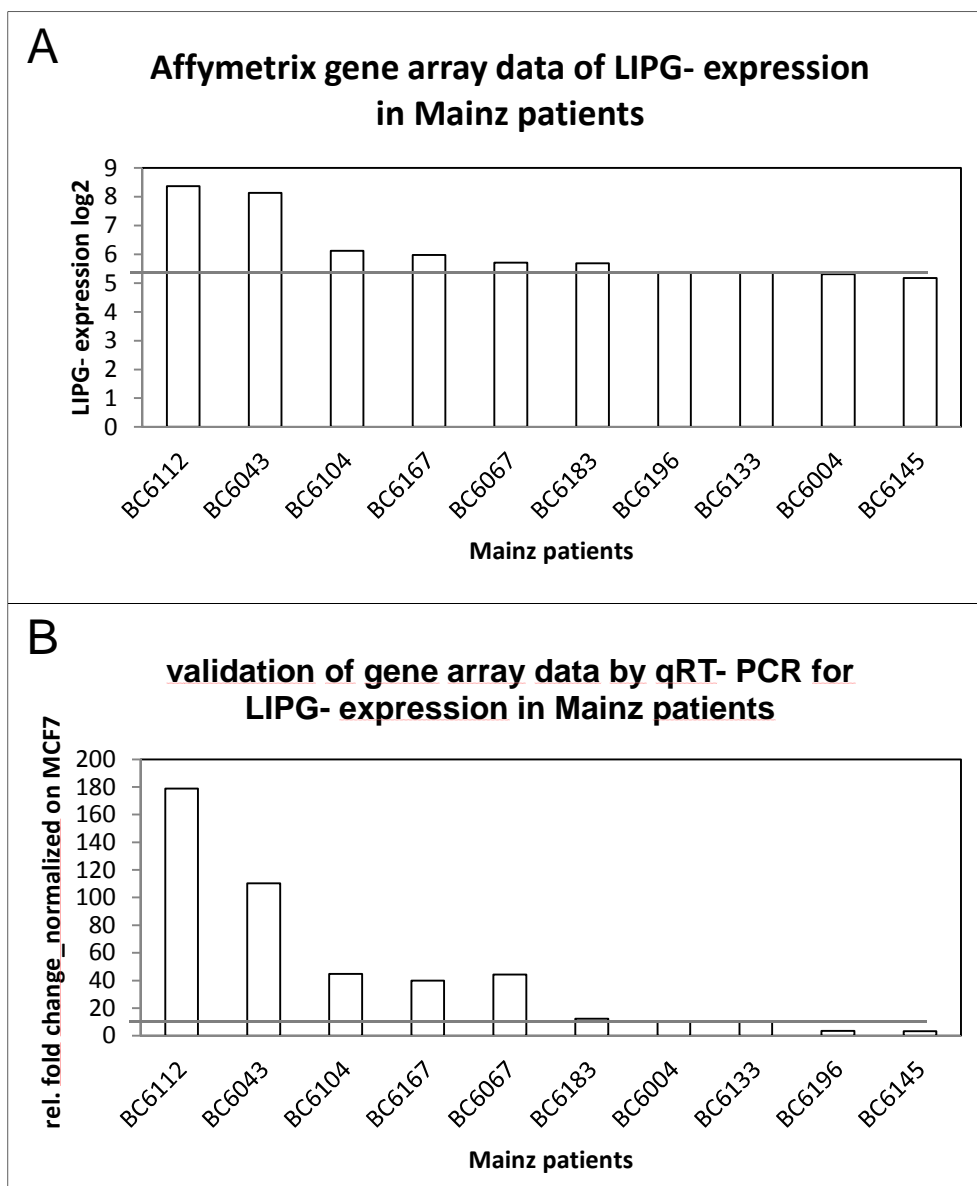 A
Affymetrix gene array data of LIPG- expression
in Mainz patients
LIPG- expression log2
9
8
7
6
5
4
3
2
1
0
BC6112
BC6043
BC6104
BC6167
BC6067
BC6183
BC6196
BC6133
BC6004
BC6145
Mainz patients
B
validation of gene array data by qRT- PCR for
LIPG- expression in Mainz patients
rel. fold change_normalized on MCF7
200
180
160
140
120
100
80
60
40
20
0
BC6112
BC6043
BC6104
BC6167
BC6067
BC6183
BC6004
BC6133
BC6196
BC6145
Mainz patients